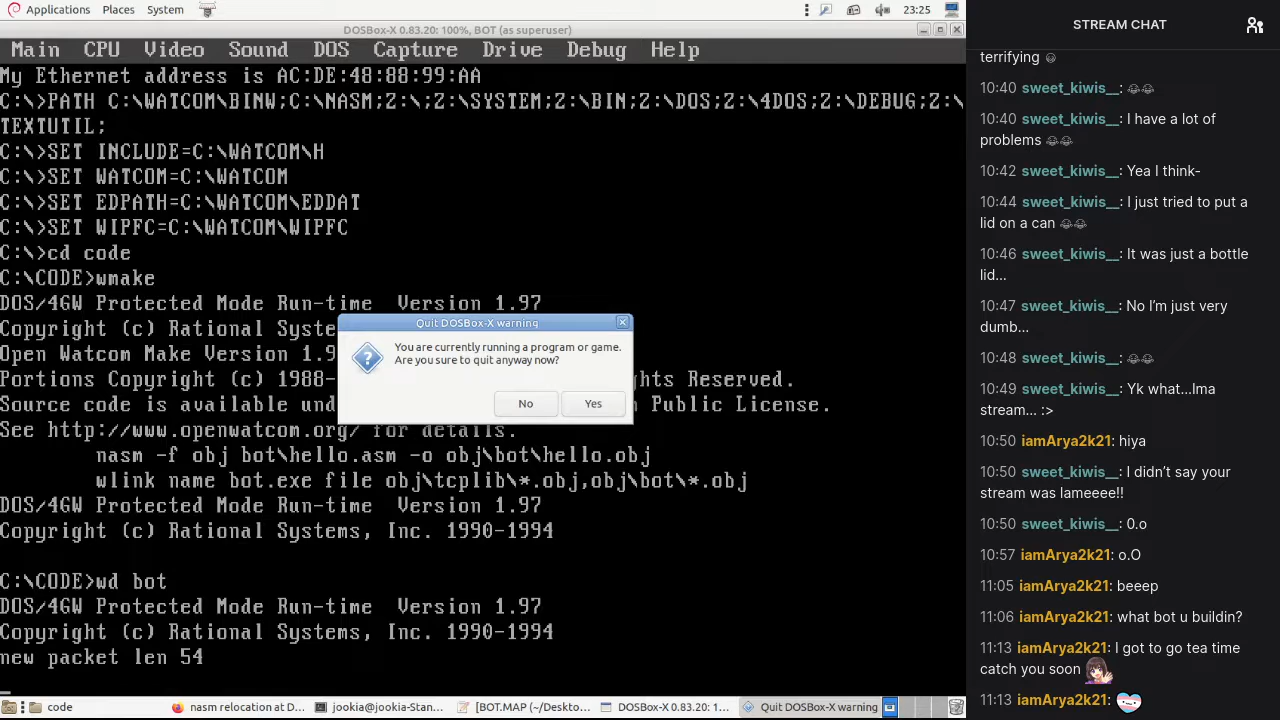 Applications Places System
23:25
DOSBox-X 0.83.20: 100%, BOT (as superuser)
Main CPU Video Sound DOS Capture Drive Debug Help
My Ethernet address is AC:DE:48:88:99:AA
C:\>PATH C:\WATCOM\BINW;C:\NASM;Z:\;Z:\SYSTEM;Z:\BIN;Z:\DOS;Z:\4DOS;Z:\DEBUG;Z:\
TEXTUTIL;
C:\>SET INCLUDE=C:\WATCOM\H
C:\>SET WATCOM=C:\WATCOM
C:\>SET EDPATH=C:\WATCOM\EDDAT
C:\>SET WIPFC=C:\WATCOM\WIPFC
C:\>cd code
C:\CODE>wmake
DOS/4GW Protected Mode Run-time Version 1.97
Copyright (c) Rational Syste
Open Watcom Make Version 1.9
Portions Copyright (c) 1988- ghts Reserved.
Source code is available und Public License.
See http://www.openwatcom.org/ for details.
nasm -f obj bot\hello.asm -o obj\bot\hello.obj
wlink name bot.exe file obj\tcplib\*.obj,obj\bot\*.obj
DOS/4GW Protected Mode Run-time Version 1.97
Copyright (c) Rational Systems, Inc. 1990-1994
C:\CODE>wd bot
DOS/4GW Protected Mode Run-time Version 1.97
Copyright (c) Rational Systems, Inc. 1990-1994
new packet len 54
Quit DOSBox-X warning
You are currently running a program or game.
Are you sure to quit anyway now?
No Yes
code
nasm relocation at D...
[BOT.MAP (~/Deskto...
DOSBox-X 0.83.20: 1...
Quit DOSBox-X warning
STREAM CHAT
terrifying 😃
10:40 sweet_kiwis__: 😂😂
10:40 sweet_kiwis__: I have a lot of
problems 😂😂
10:42 sweet_kiwis__: Yea I think-
10:44 sweet_kiwis__: I just tried to put a
lid on a can 😂😂
10:46 sweet_kiwis__: It was just a bottle
lid...
10:47 sweet_kiwis__: No I’m just very
dumb...
10:48 sweet_kiwis__: 😂😂
10:49 sweet_kiwis__: Yk what...Ima
stream... :>
10:50 iamArya2k21: hiya
10:50 sweet_kiwis__: I didn’t say your
stream was lameeee!!
10:50 sweet_kiwis__: 0.o
10:57 iamArya2k21: o.O
11:05 iamArya2k21: beeep
11:06 iamArya2k21: what bot u buildin?
11:13 iamArya2k21: I got to go tea time
catch you soon
11:13 iamArya2k21: